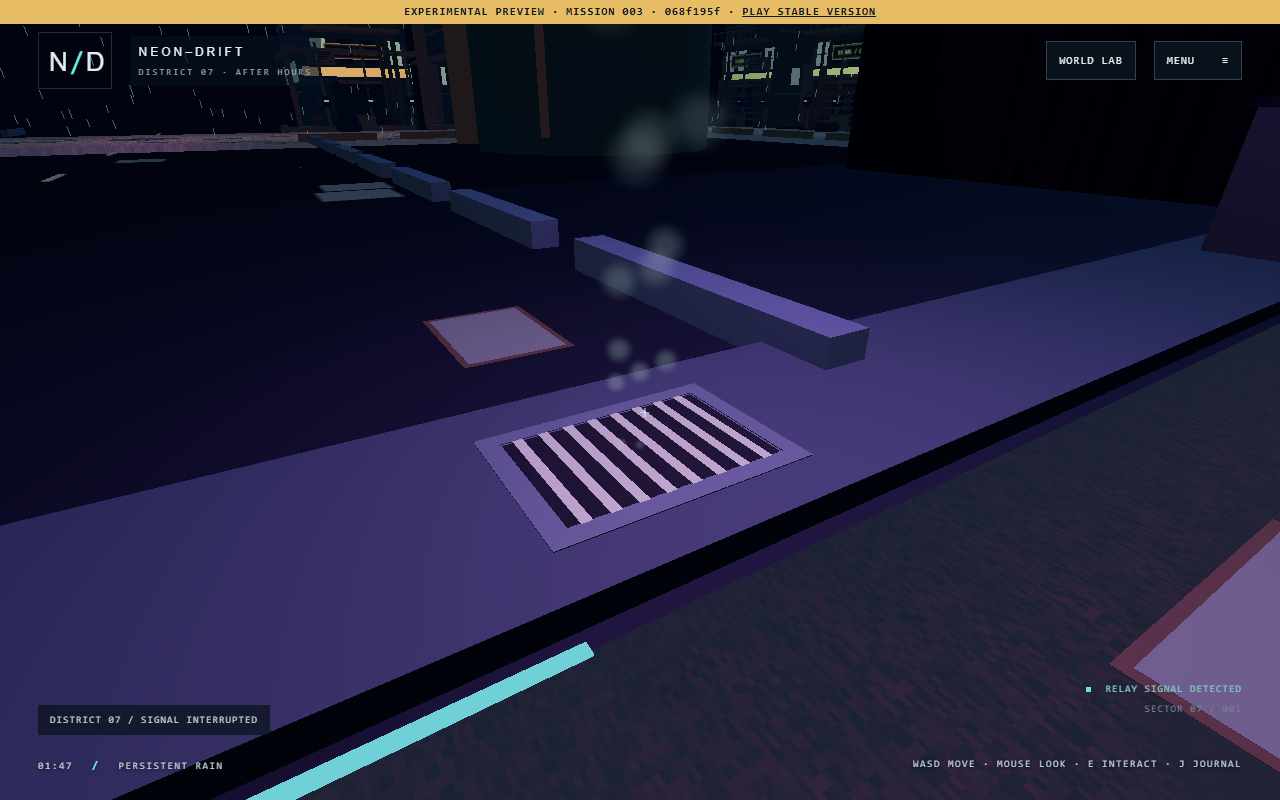 EXPERIMENTAL PREVIEW · MISSION 003 · 068f195f · PLAY STABLE VERSION
N/D
NEON—DRIFT
DISTRICT 07 · AFTER HOURS
WORLD LAB
MENU ≡
RELAY SIGNAL DETECTED
SECTOR 07 / 001
DISTRICT 07 / SIGNAL INTERRUPTED
01:47 / PERSISTENT RAIN
WASD MOVE · MOUSE LOOK · E INTERACT · J JOURNAL